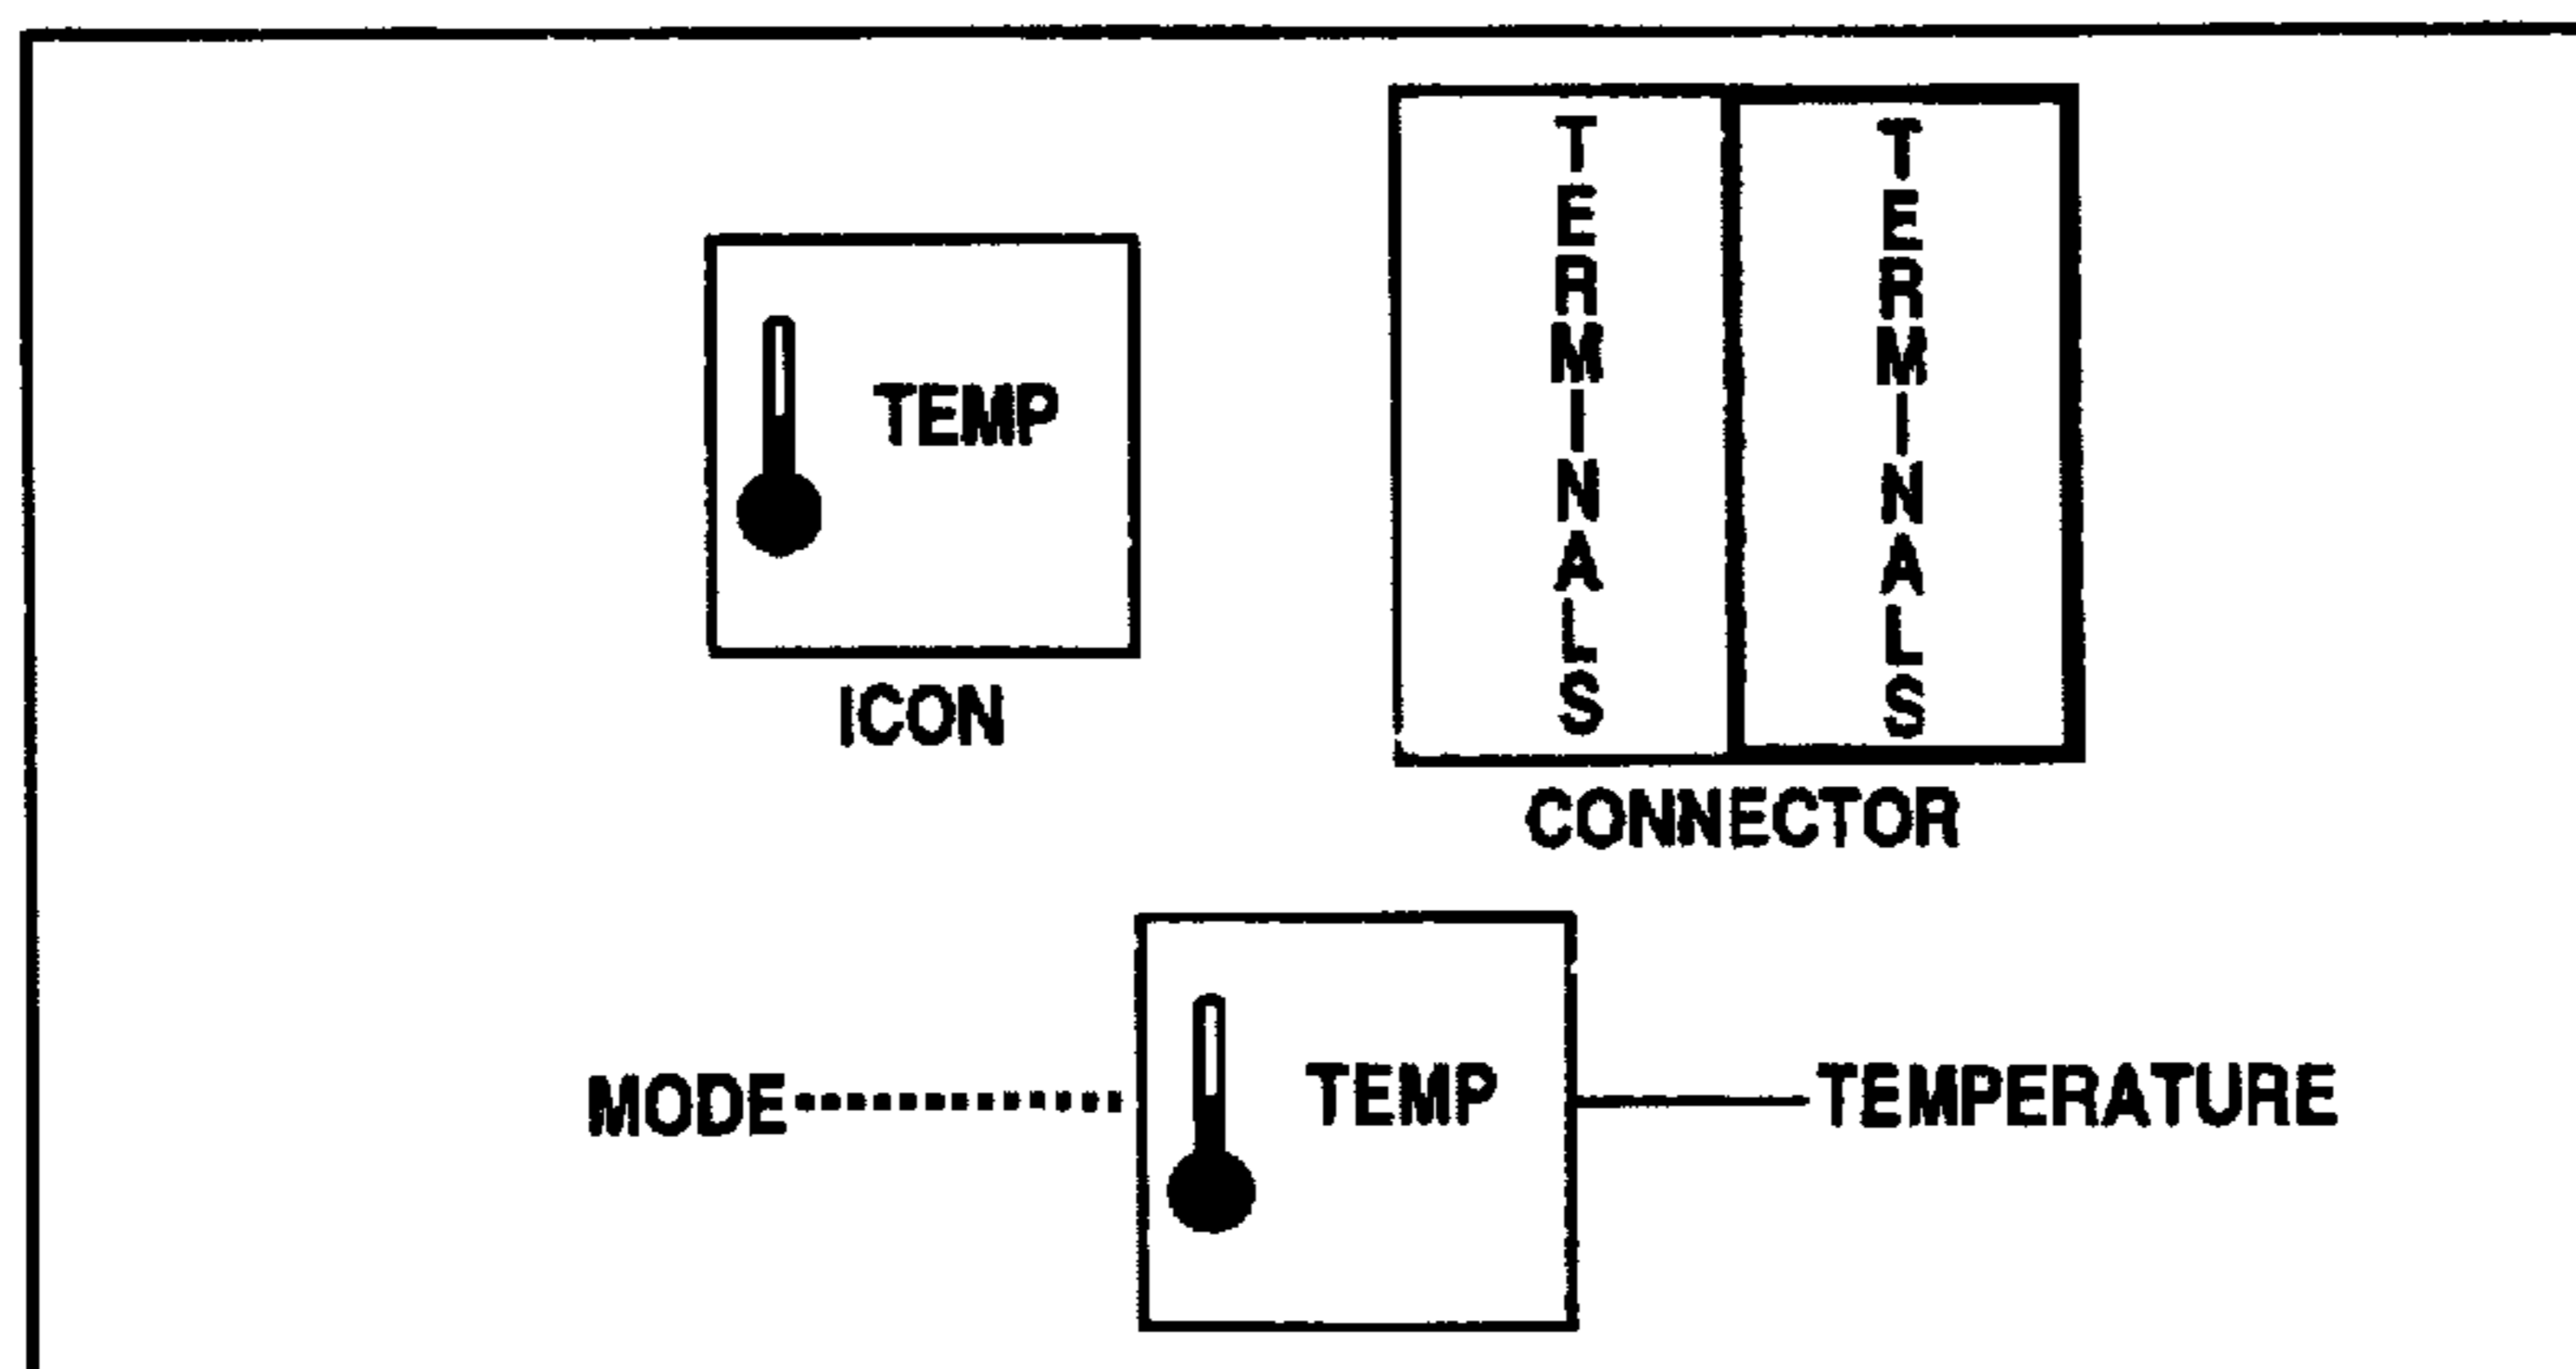 TEMP
ICON
TERMINALS
TERMINALS
CONNECTOR
MODE
TEMP
TEMPERATURE